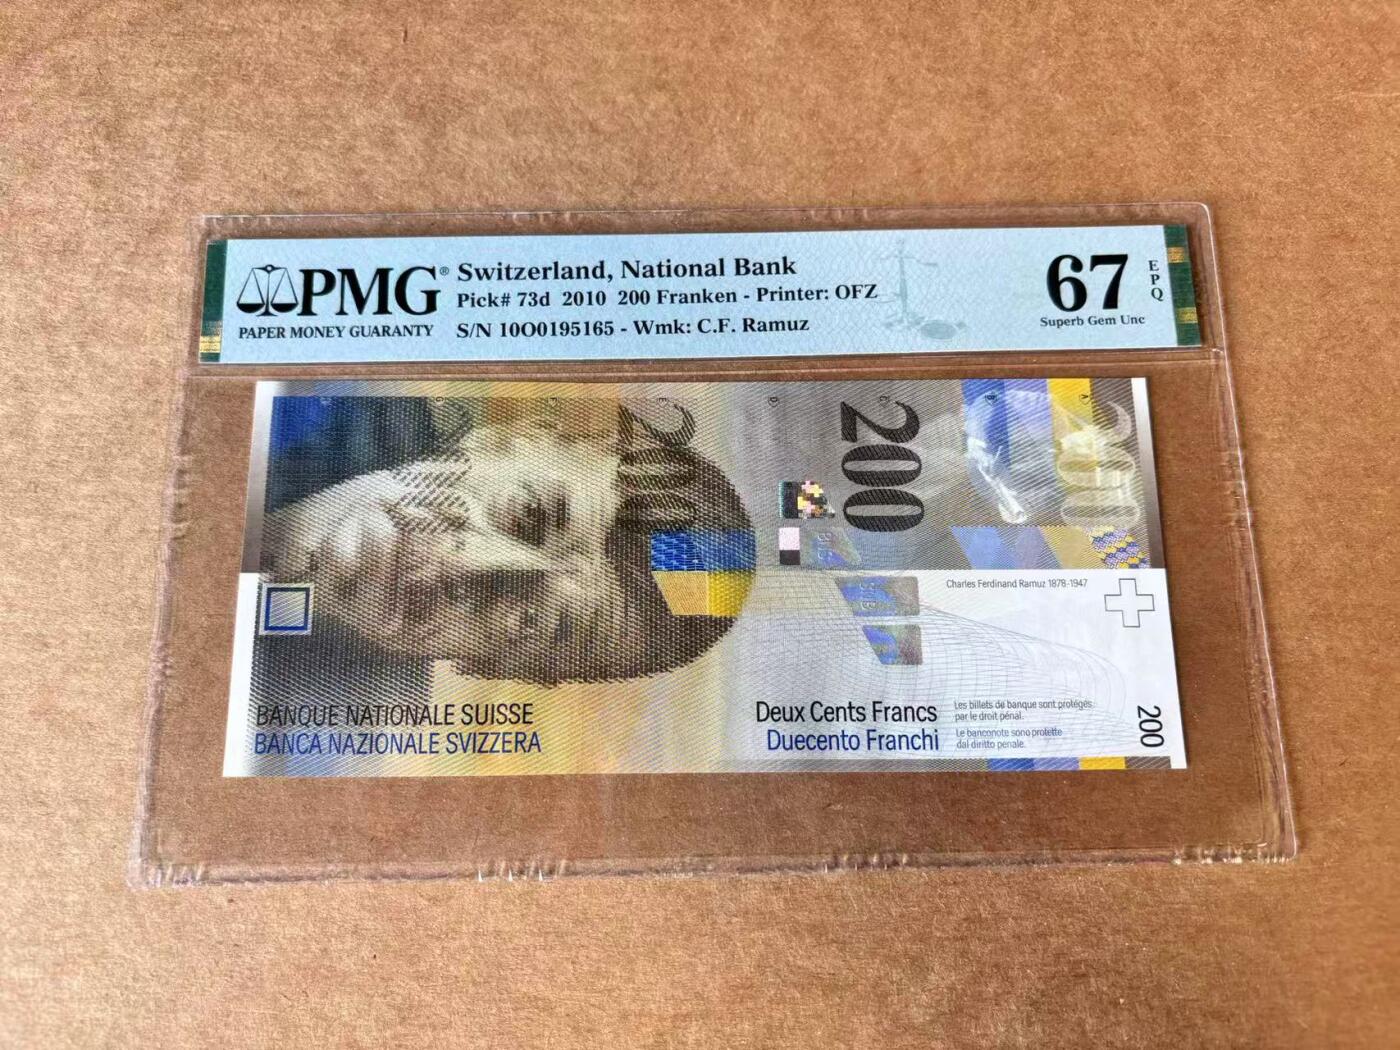 PMG®
PAPER MONEY GUARANTY
Switzerland, National Bank
Pick# 73d 2010 200 Franken - Printer: OFZ
S/N 10O0195165 - Wmk: C.F. Ramuz
67
EPQ
Superb Gem Unc
200
200
200
Charles Ferdinand Ramuz 1878-1947
BANQUE NATIONALE SUISSE
BANCA NAZIONALE SVIZZERA
Deux Cents Francs
Duecento Franchi
Les billets de banque sont protégés
par le droit pénal.
Le banconote sono protette
dal diritto penale.
200